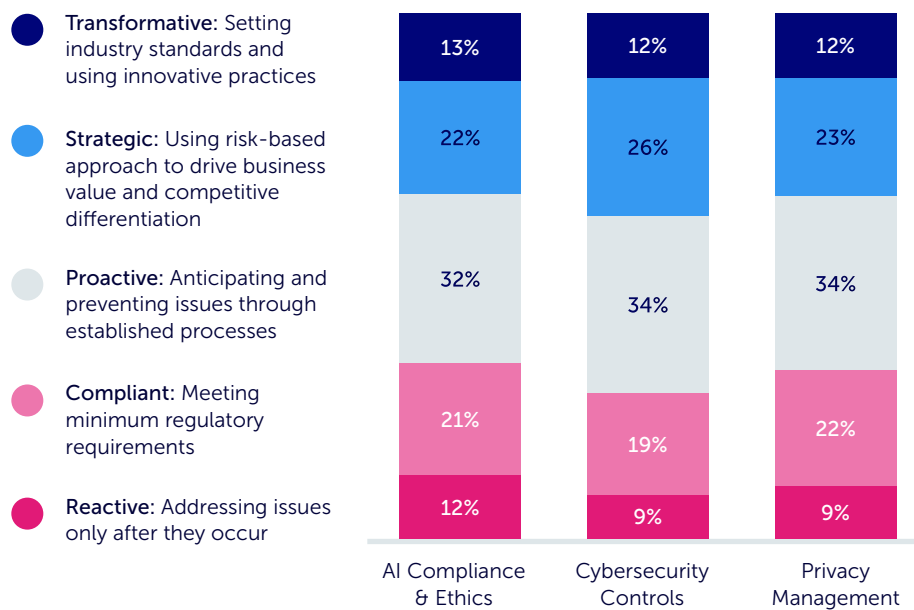 Transformative: Setting
industry standards and
using innovative practices
Strategic: Using risk-based
approach to drive business
value and competitive
differentiation
Proactive: Anticipating and
preventing issues through
established processes
Compliant: Meeting
minimum regulatory
requirements
Reactive: Addressing issues
only after they occur
13%
22%
32%
21%
12%
AI Compliance
& Ethics
12%
26%
34%
19%
9%
Cybersecurity
Controls
12%
23%
34%
22%
9%
Privacy
Management